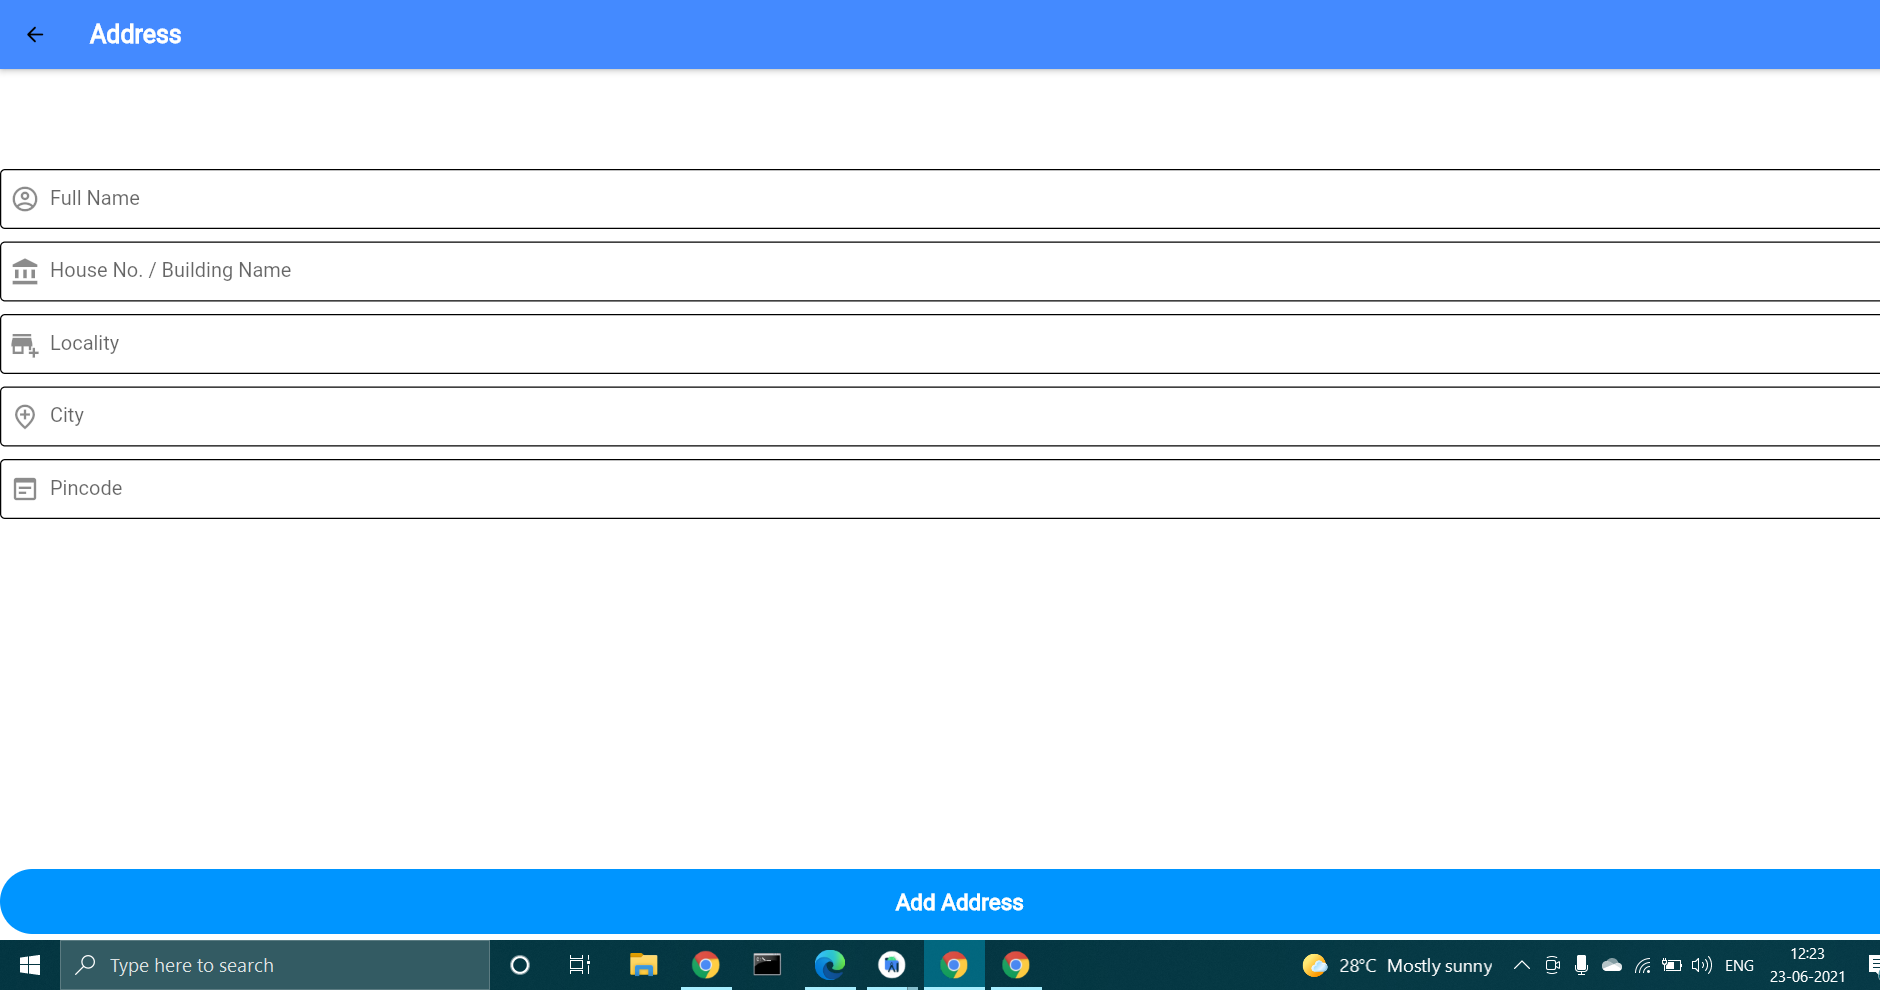 Address
Full Name
House No. / Building Name
Locality
City
Pincode
Add Address
Type here to search
28°C Mostly sunny
ENG
12:23
23-06-2021